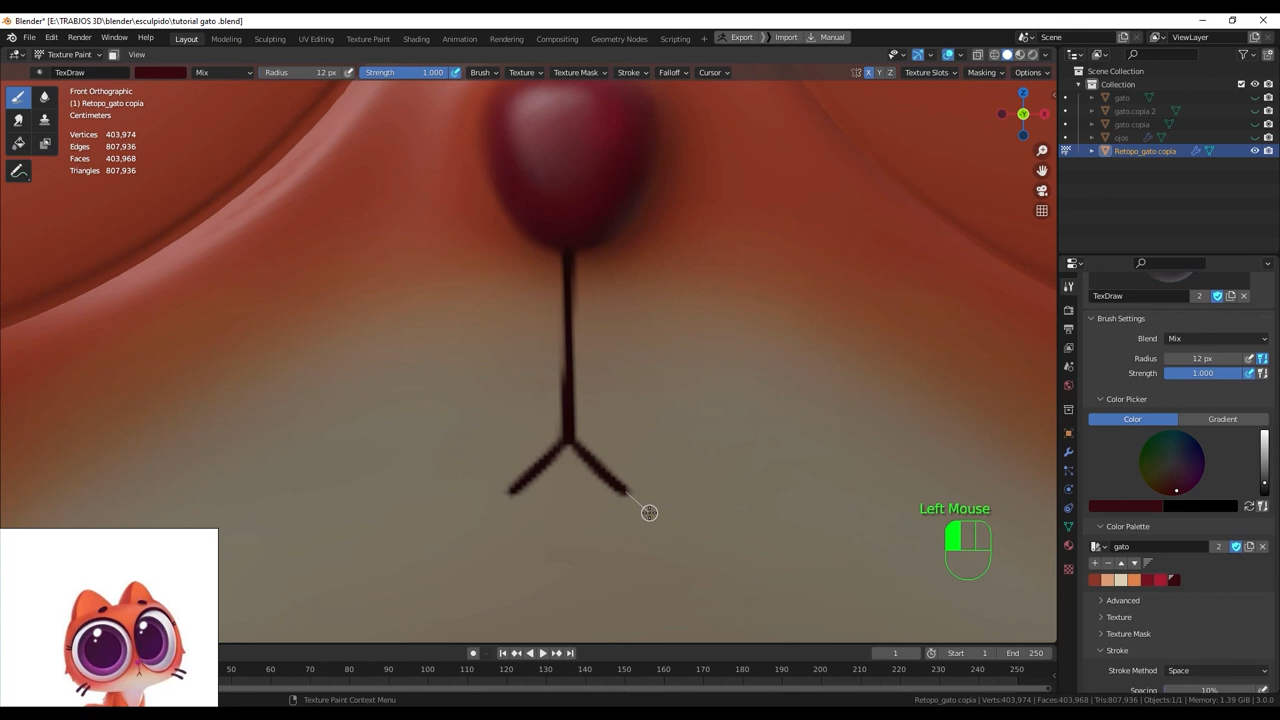 Blender* [E:\TRABJOS 3D\blender\esculpido\tutorial gato .blend]
File Edit Render Window Help Layout Modeling Sculpting UV Editing Texture Paint Shading Animation Rendering Compositing Geometry Nodes Scripting + Export Import Manual Scene ViewLayer
Texture Paint View
TexDraw Mix Radius 12 px Strength 1.000 Brush Texture Texture Mask Stroke Falloff Cursor X Y Z Texture Slots Masking Options
Front Orthographic
(1) Retopo_gato copia
Centimeters
Vertices 403,974
Edges 807,936
Faces 403,968
Triangles 807,936
Z
Y
X
Scene Collection
Collection
gato
gato.copia 2
gato copia
ojos
Retopo_gato copia
TexDraw 2
Brush Settings
Blend Mix
Radius 12 px
Strength 1.000
Color Picker
Color Gradient
Color Palette
gato 2
Advanced
Texture
Texture Mask
Stroke
Stroke Method Space
Spacing 10%
Left Mouse
1 Start 1 End 250
50 60 70 80 90 100 110 120 130 140 150 160 170 180 190 200 210 220 230 240 250
Texture Paint Context Menu
Retopo_gato copia | Verts:403,974 | Faces:403,968 | Tris:807,936 | Objects:1/1 | Memory: 1.39 GiB | 3.0.0